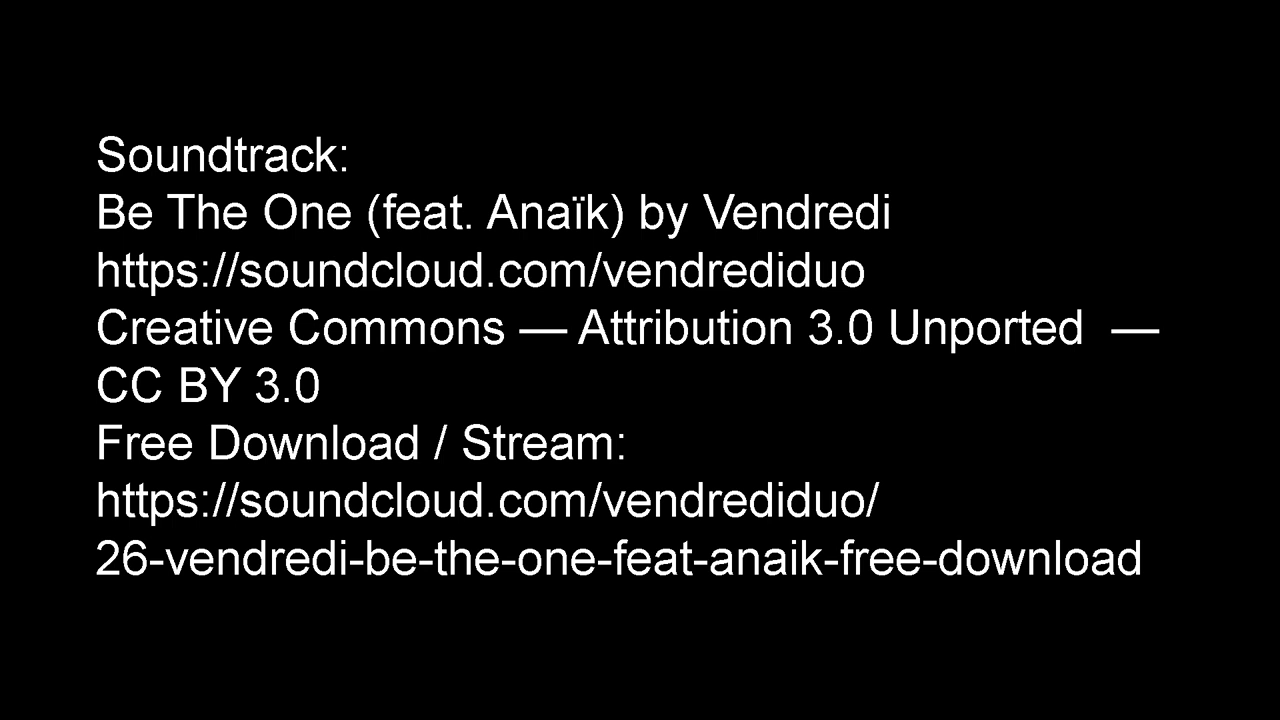 Soundtrack:
Be The One (feat. Anaïk) by Vendredi
https://soundcloud.com/vendrediduo
Creative Commons — Attribution 3.0 Unported  —
CC BY 3.0
Free Download / Stream:
https://soundcloud.com/vendrediduo/
26-vendredi-be-the-one-feat-anaik-free-download